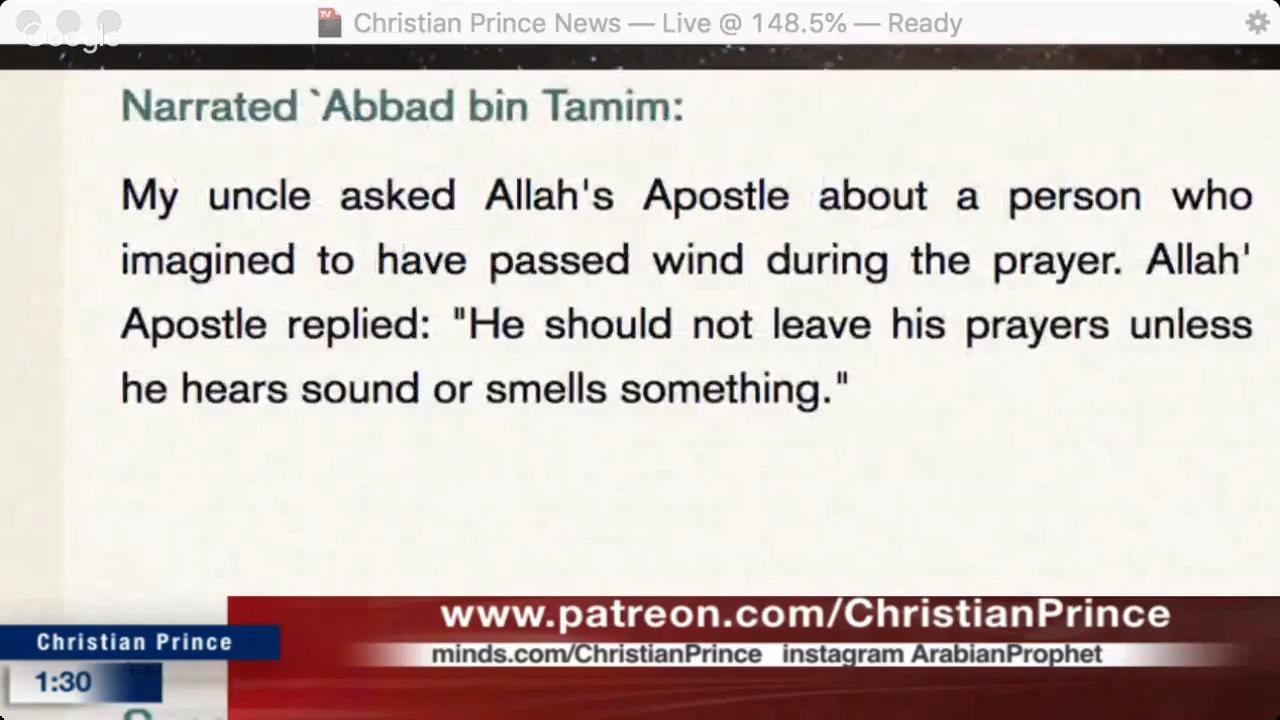 Christian Prince News — Live @ 148.5% — Ready
Google
Narrated `Abbad bin Tamim:
My uncle asked Allah's Apostle about a person who
imagined to have passed wind during the prayer. Allah'
Apostle replied: "He should not leave his prayers unless
he hears sound or smells something."
www.patreon.com/ChristianPrince
Christian Prince
minds.com/ChristianPrince instagram ArabianProphet
1:30